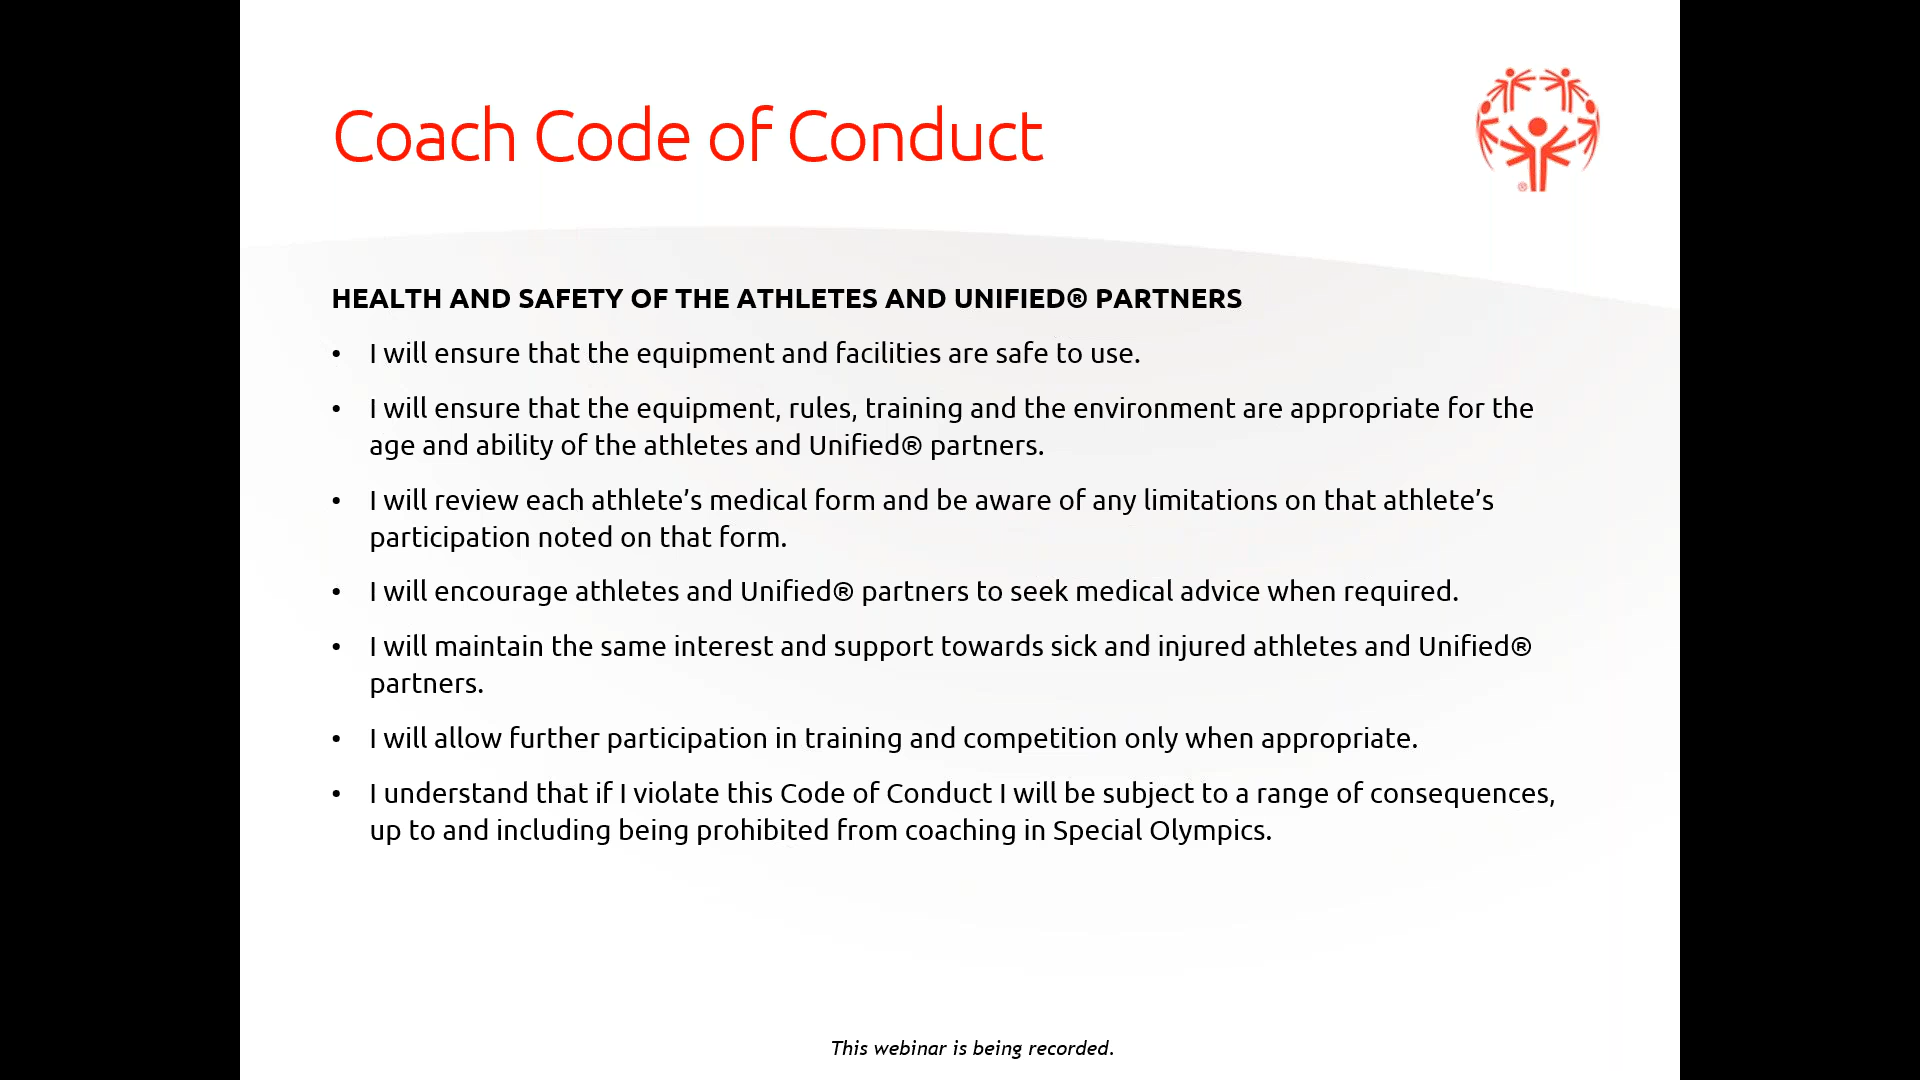 Coach Code of Conduct
®
HEALTH AND SAFETY OF THE ATHLETES AND UNIFIED® PARTNERS
• I will ensure that the equipment and facilities are safe to use.
• I will ensure that the equipment, rules, training and the environment are appropriate for the
age and ability of the athletes and Unified® partners.
• I will review each athlete’s medical form and be aware of any limitations on that athlete’s
participation noted on that form.
• I will encourage athletes and Unified® partners to seek medical advice when required.
• I will maintain the same interest and support towards sick and injured athletes and Unified®
partners.
• I will allow further participation in training and competition only when appropriate.
• I understand that if I violate this Code of Conduct I will be subject to a range of consequences,
up to and including being prohibited from coaching in Special Olympics.
This webinar is being recorded.